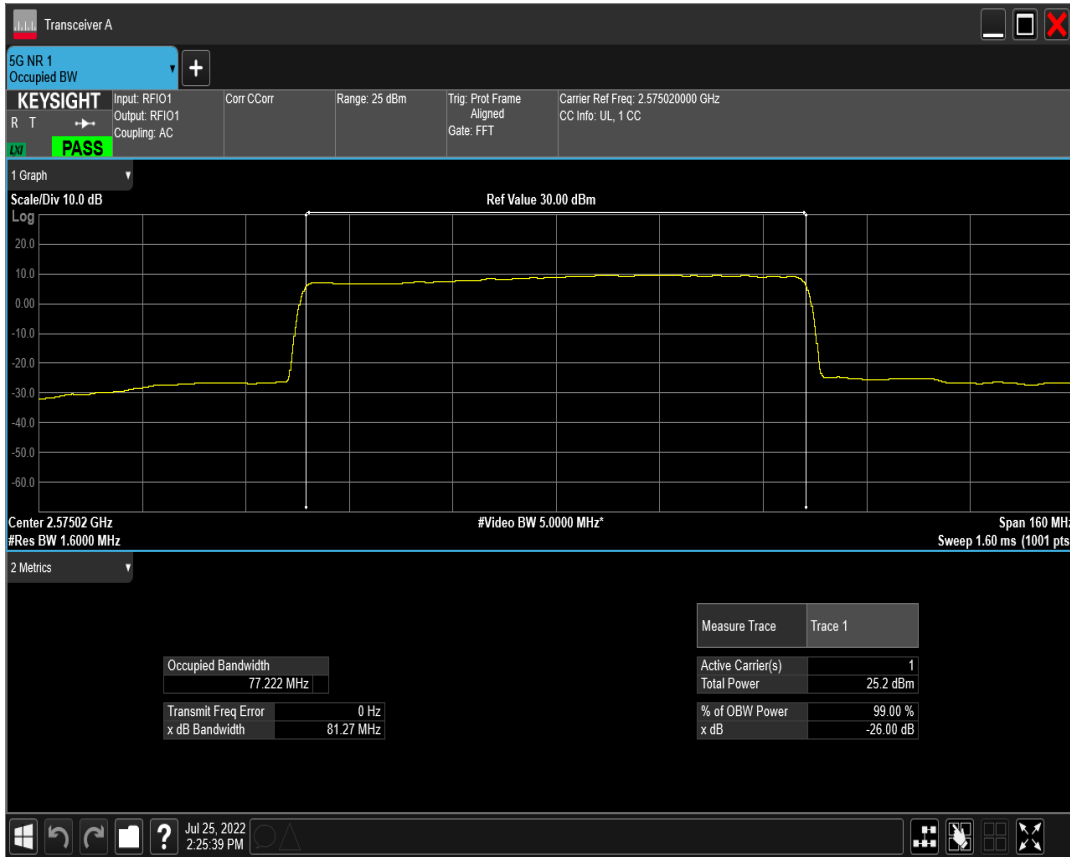 Transceiver A
5G NR 1
Occupied BW
KEYSIGHT
R T
LXI
PASS
Input: RFIO1
Output: RFIO1
Coupling: AC
Corr CCorr
Range: 25 dBm
Trig: Prot Frame
Aligned
Gate: FFT
Carrier Ref Freq: 2.575020000 GHz
CC Info: UL, 1 CC
1 Graph
Scale/Div 10.0 dB
Ref Value 30.00 dBm
Log
20.0
10.0
0.00
-10.0
-20.0
-30.0
-40.0
-50.0
-60.0
Center 2.57502 GHz
#Video BW 5.0000 MHz*
Span 160 MHz
#Res BW 1.6000 MHz
Sweep 1.60 ms (1001 pts
2 Metrics
Measure Trace Trace 1
Occupied Bandwidth
77.222 MHz
Active Carrier(s) 1
Total Power 25.2 dBm
Transmit Freq Error 0 Hz
x dB Bandwidth 81.27 MHz
% of OBW Power 99.00 %
x dB -26.00 dB
?
Jul 25, 2022
2:25:39 PM